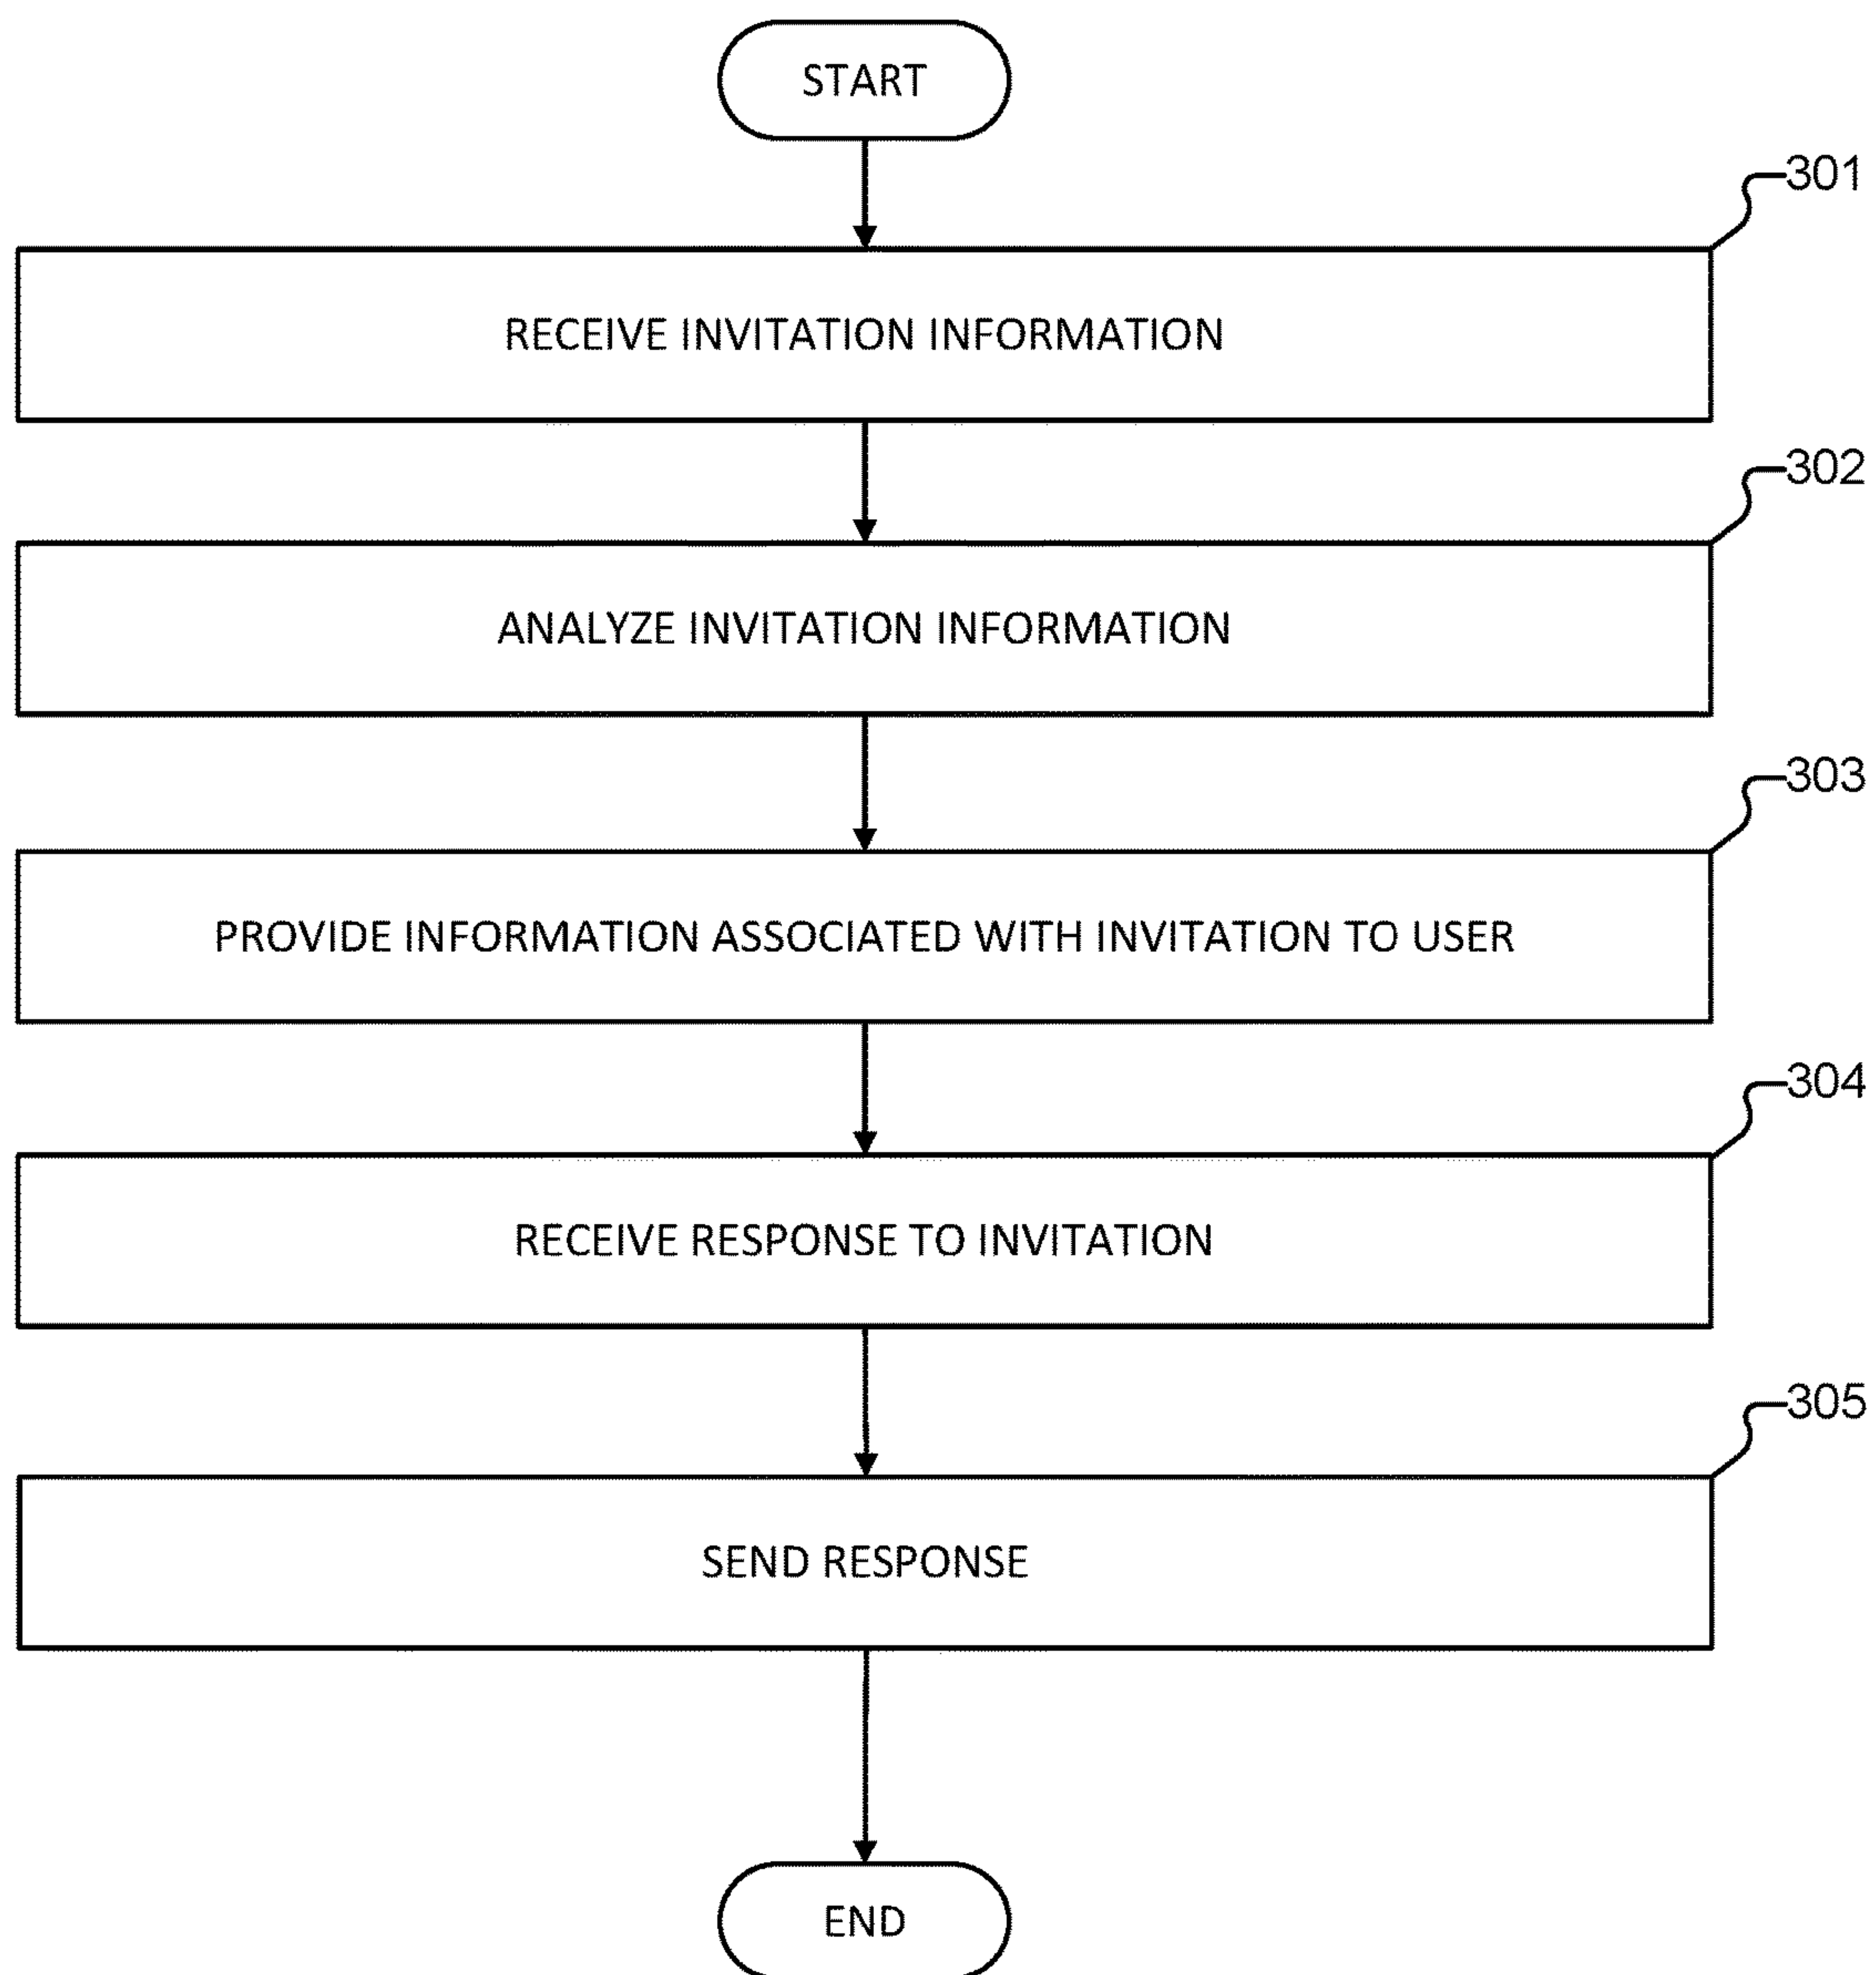 START
301
RECEIVE INVITATION INFORMATION
302
ANALYZE INVITATION INFORMATION
303
PROVIDE INFORMATION ASSOCIATED WITH INVITATION TO USER
304
RECEIVE RESPONSE TO INVITATION
305
SEND RESPONSE
END